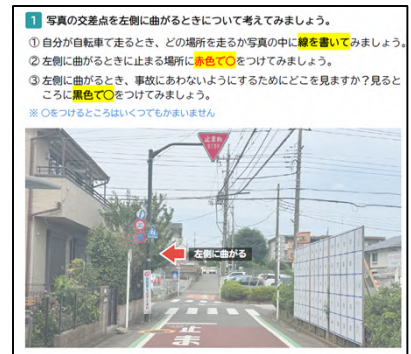 1 写真の交差点を左側に曲がるときについて考えてみましょう。
① 自分が自転車で走るとき、どの場所を走るか写真の中に線を書いてみましょう。
② 左側に曲がるときに止まる場所に赤色で○をつけてみましょう。
③ 左側に曲がるとき、事故にあわないようにするためにどこを見ますか？見ると
ころに黒色で○をつけてみましょう。
※ ○をつけるところはいくつでもかまいません
止まれ
STOP
左側に曲がる